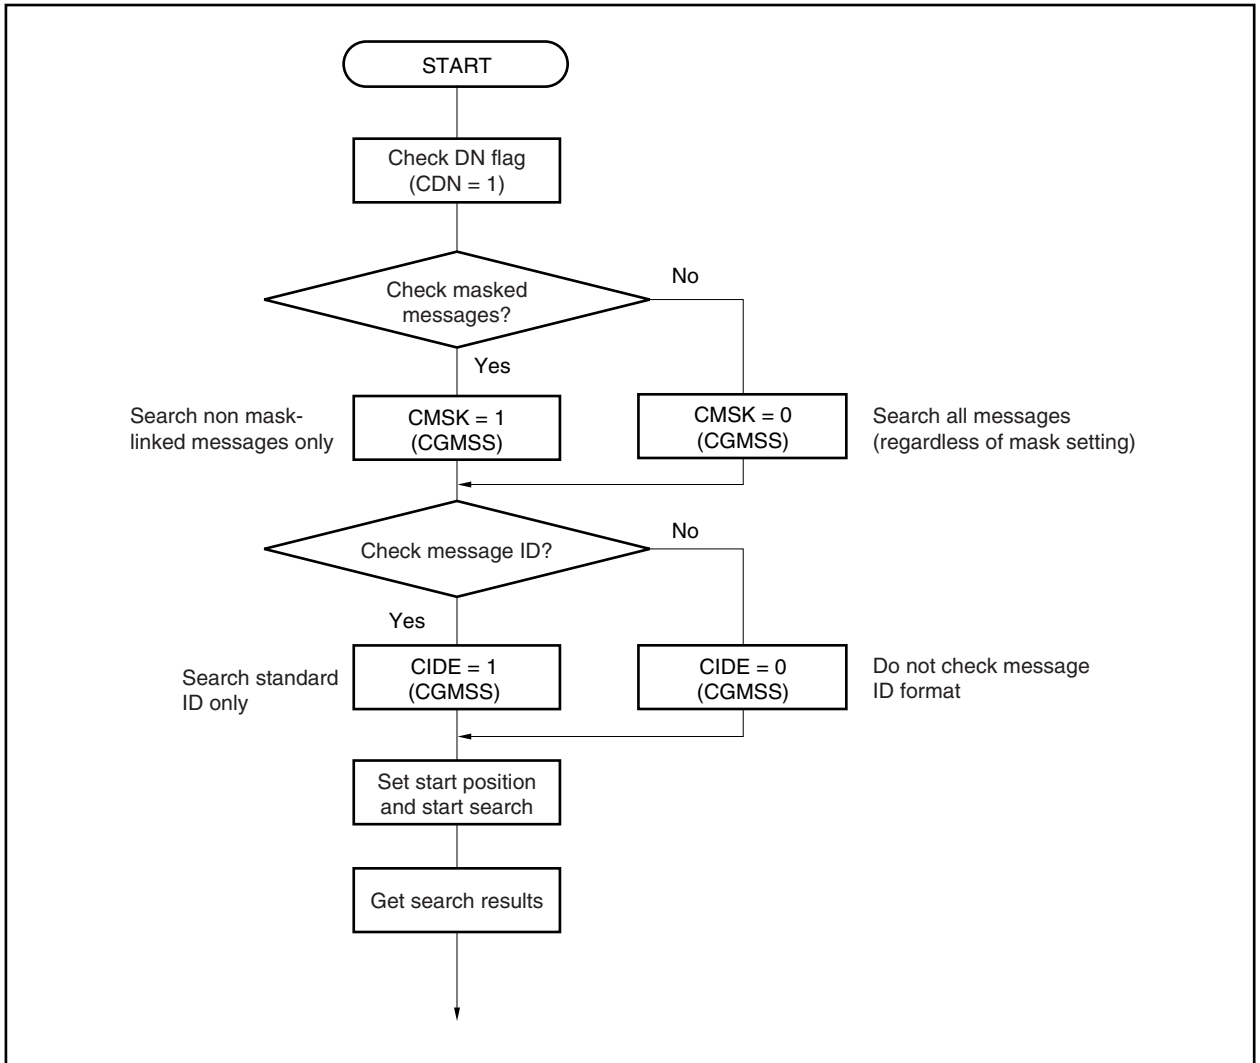 START
Check DN flag
(CDN = 1)
Check masked
messages?
No
Yes
Search non mask-
linked messages only
CMSK = 1
(CGMSS)
CMSK = 0
(CGMSS)
Search all messages
(regardless of mask setting)
Check message ID?
No
Yes
Search standard
ID only
CIDE = 1
(CGMSS)
CIDE = 0
(CGMSS)
Do not check message
ID format
Set start position
and start search
Get search results